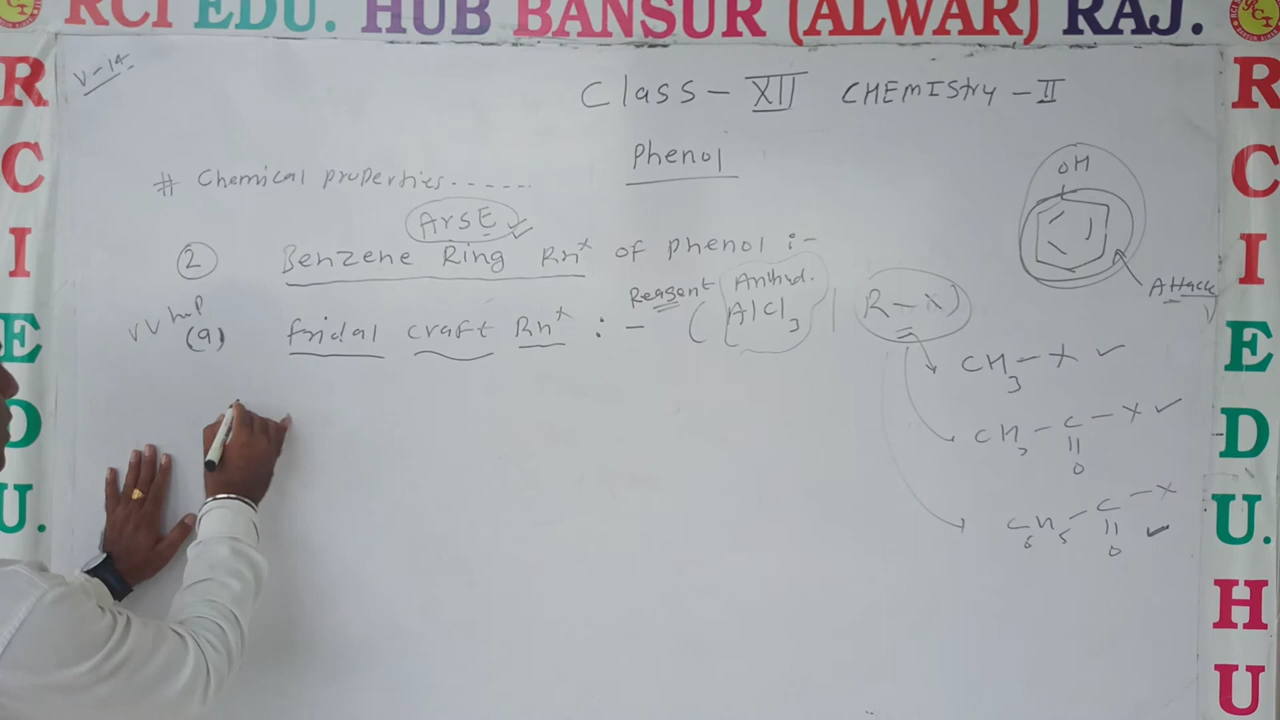 RCI EDU. HUB BANSUR (ALWAR) RAJ.
R
C
I
E
D
U.
R
C
I
E
D
U.
H
U
V-14
Class - XII CHEMIStry - II
Phenol
# Chemical properties......
OH
ArSE
2 Benzene Ring Rnˣ of phenol :-
Attack
Reagent Anhyd.
VV Imp
(a) fridal craft Rnˣ :- ( AlCl3 | R-X)
CH3-X ✓
CH3-C-X ✓
||
O
C6H5-C-X
||
O ✓